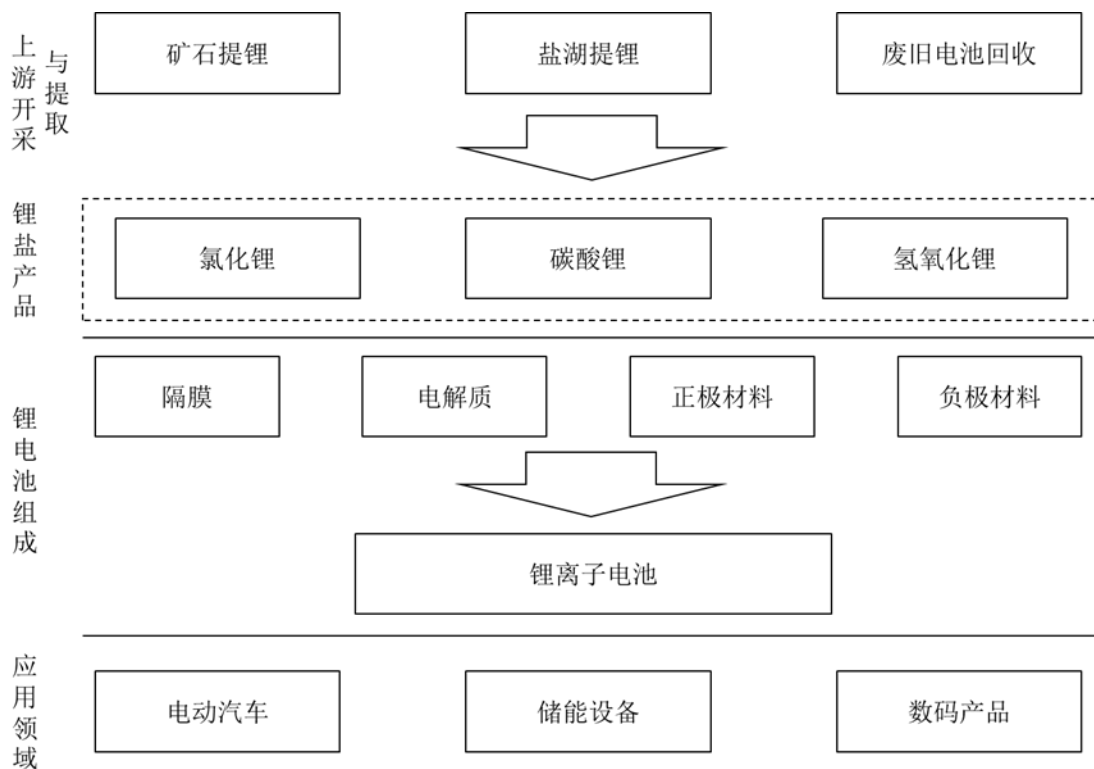 上游开采
与提取
矿石提锂
盐湖提锂
废旧电池回收
锂盐产品
氯化锂
碳酸锂
氢氧化锂
锂电池组成
隔膜
电解质
正极材料
负极材料
锂离子电池
应用领域
电动汽车
储能设备
数码产品